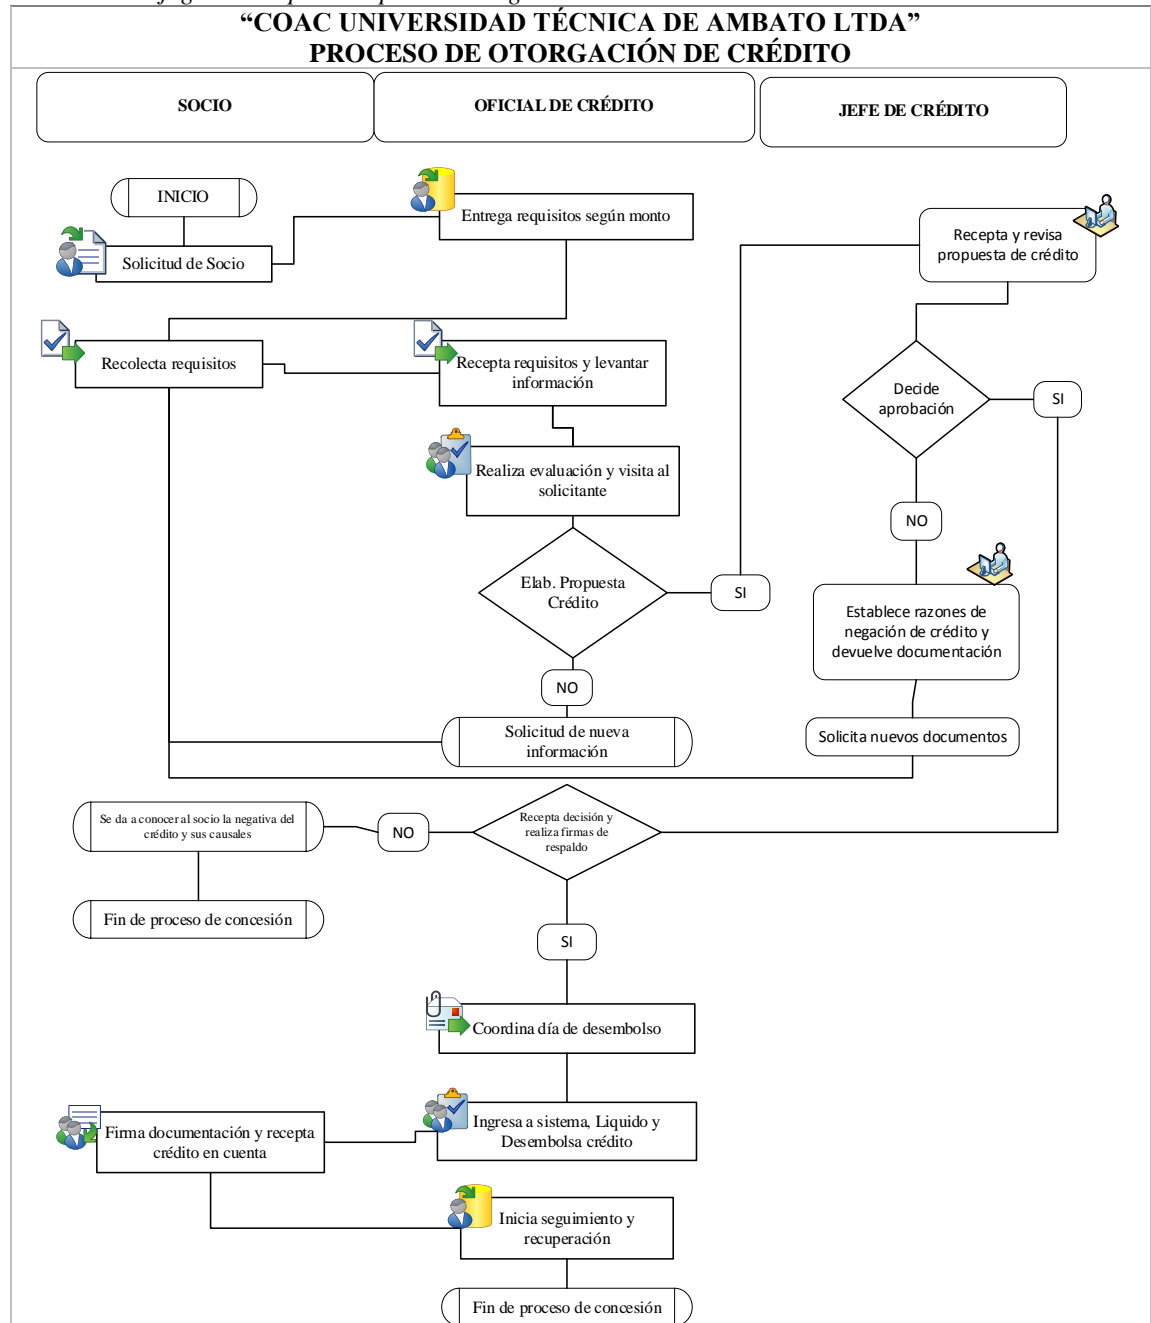 “COAC UNIVERSIDAD TÉCNICA DE AMBATO LTDA”
PROCESO DE OTORGACIÓN DE CRÉDITO
SOCIO
OFICIAL DE CRÉDITO
JEFE DE CRÉDITO
INICIO
Entrega requisitos según monto
Recepta y revisa
propuesta de crédito
Solicitud de Socio
Recolecta requisitos
Recepta requisitos y levantar
información
Decide
aprobación
SI
Realiza evaluación y visita al
solicitante
NO
Elab. Propuesta
Crédito
SI
Establece razones de
negación de crédito y
devuelve documentación
NO
Solicitud de nueva
información
Solicita nuevos documentos
Se da a conocer al socio la negativa del
crédito y sus causales
NO
Recepta decisión y
realiza firmas de
respaldo
Fin de proceso de concesión
SI
Coordina día de desembolso
Firma documentación y recepta
crédito en cuenta
Ingresa a sistema, Liquido y
Desembolsa crédito
Inicia seguimiento y
recuperación
Fin de proceso de concesión